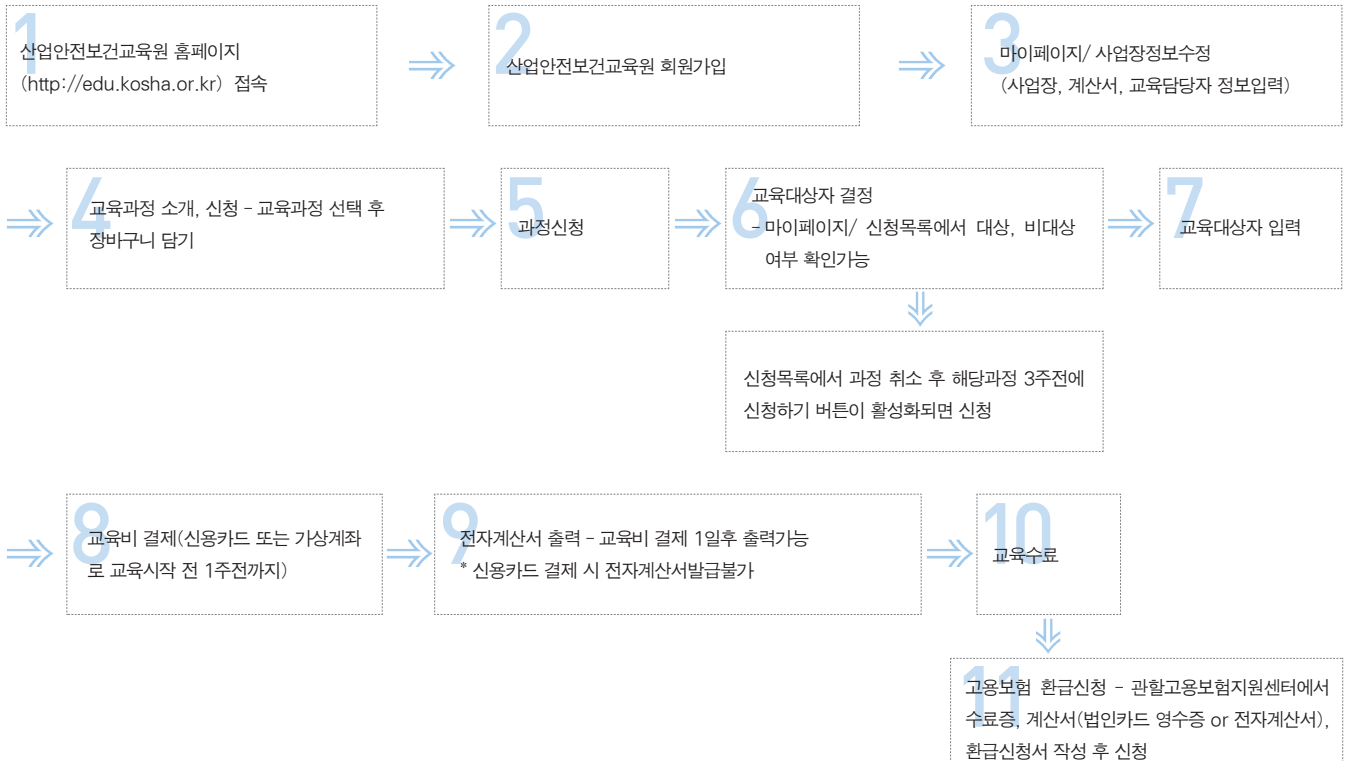 1
산업안전보건교육원 홈페이지
(http://edu.kosha.or.kr) 접속
2
산업안전보건교육원 회원가입
3
마이페이지/ 사업장정보수정
(사업장, 계산서, 교육담당자 정보입력)
4
교육과정 소개, 신청 - 교육과정 선택 후
장바구니 담기
5
과정신청
6
교육대상자 결정
- 마이페이지/ 신청목록에서 대상, 비대상
여부 확인가능
7
교육대상자 입력
신청목록에서 과정 취소 후 해당과정 3주전에
신청하기 버튼이 활성화되면 신청
8
교육비 결제(신용카드 또는 가상계좌
로 교육시작 전 1주전까지)
9
전자계산서 출력 - 교육비 결제 1일후 출력가능
* 신용카드 결제 시 전자계산서발급불가
10
교육수료
11
고용보험 환급신청 - 관할고용보험지원센터에서
수료증, 계산서(법인카드 영수증 or 전자계산서),
환급신청서 작성 후 신청